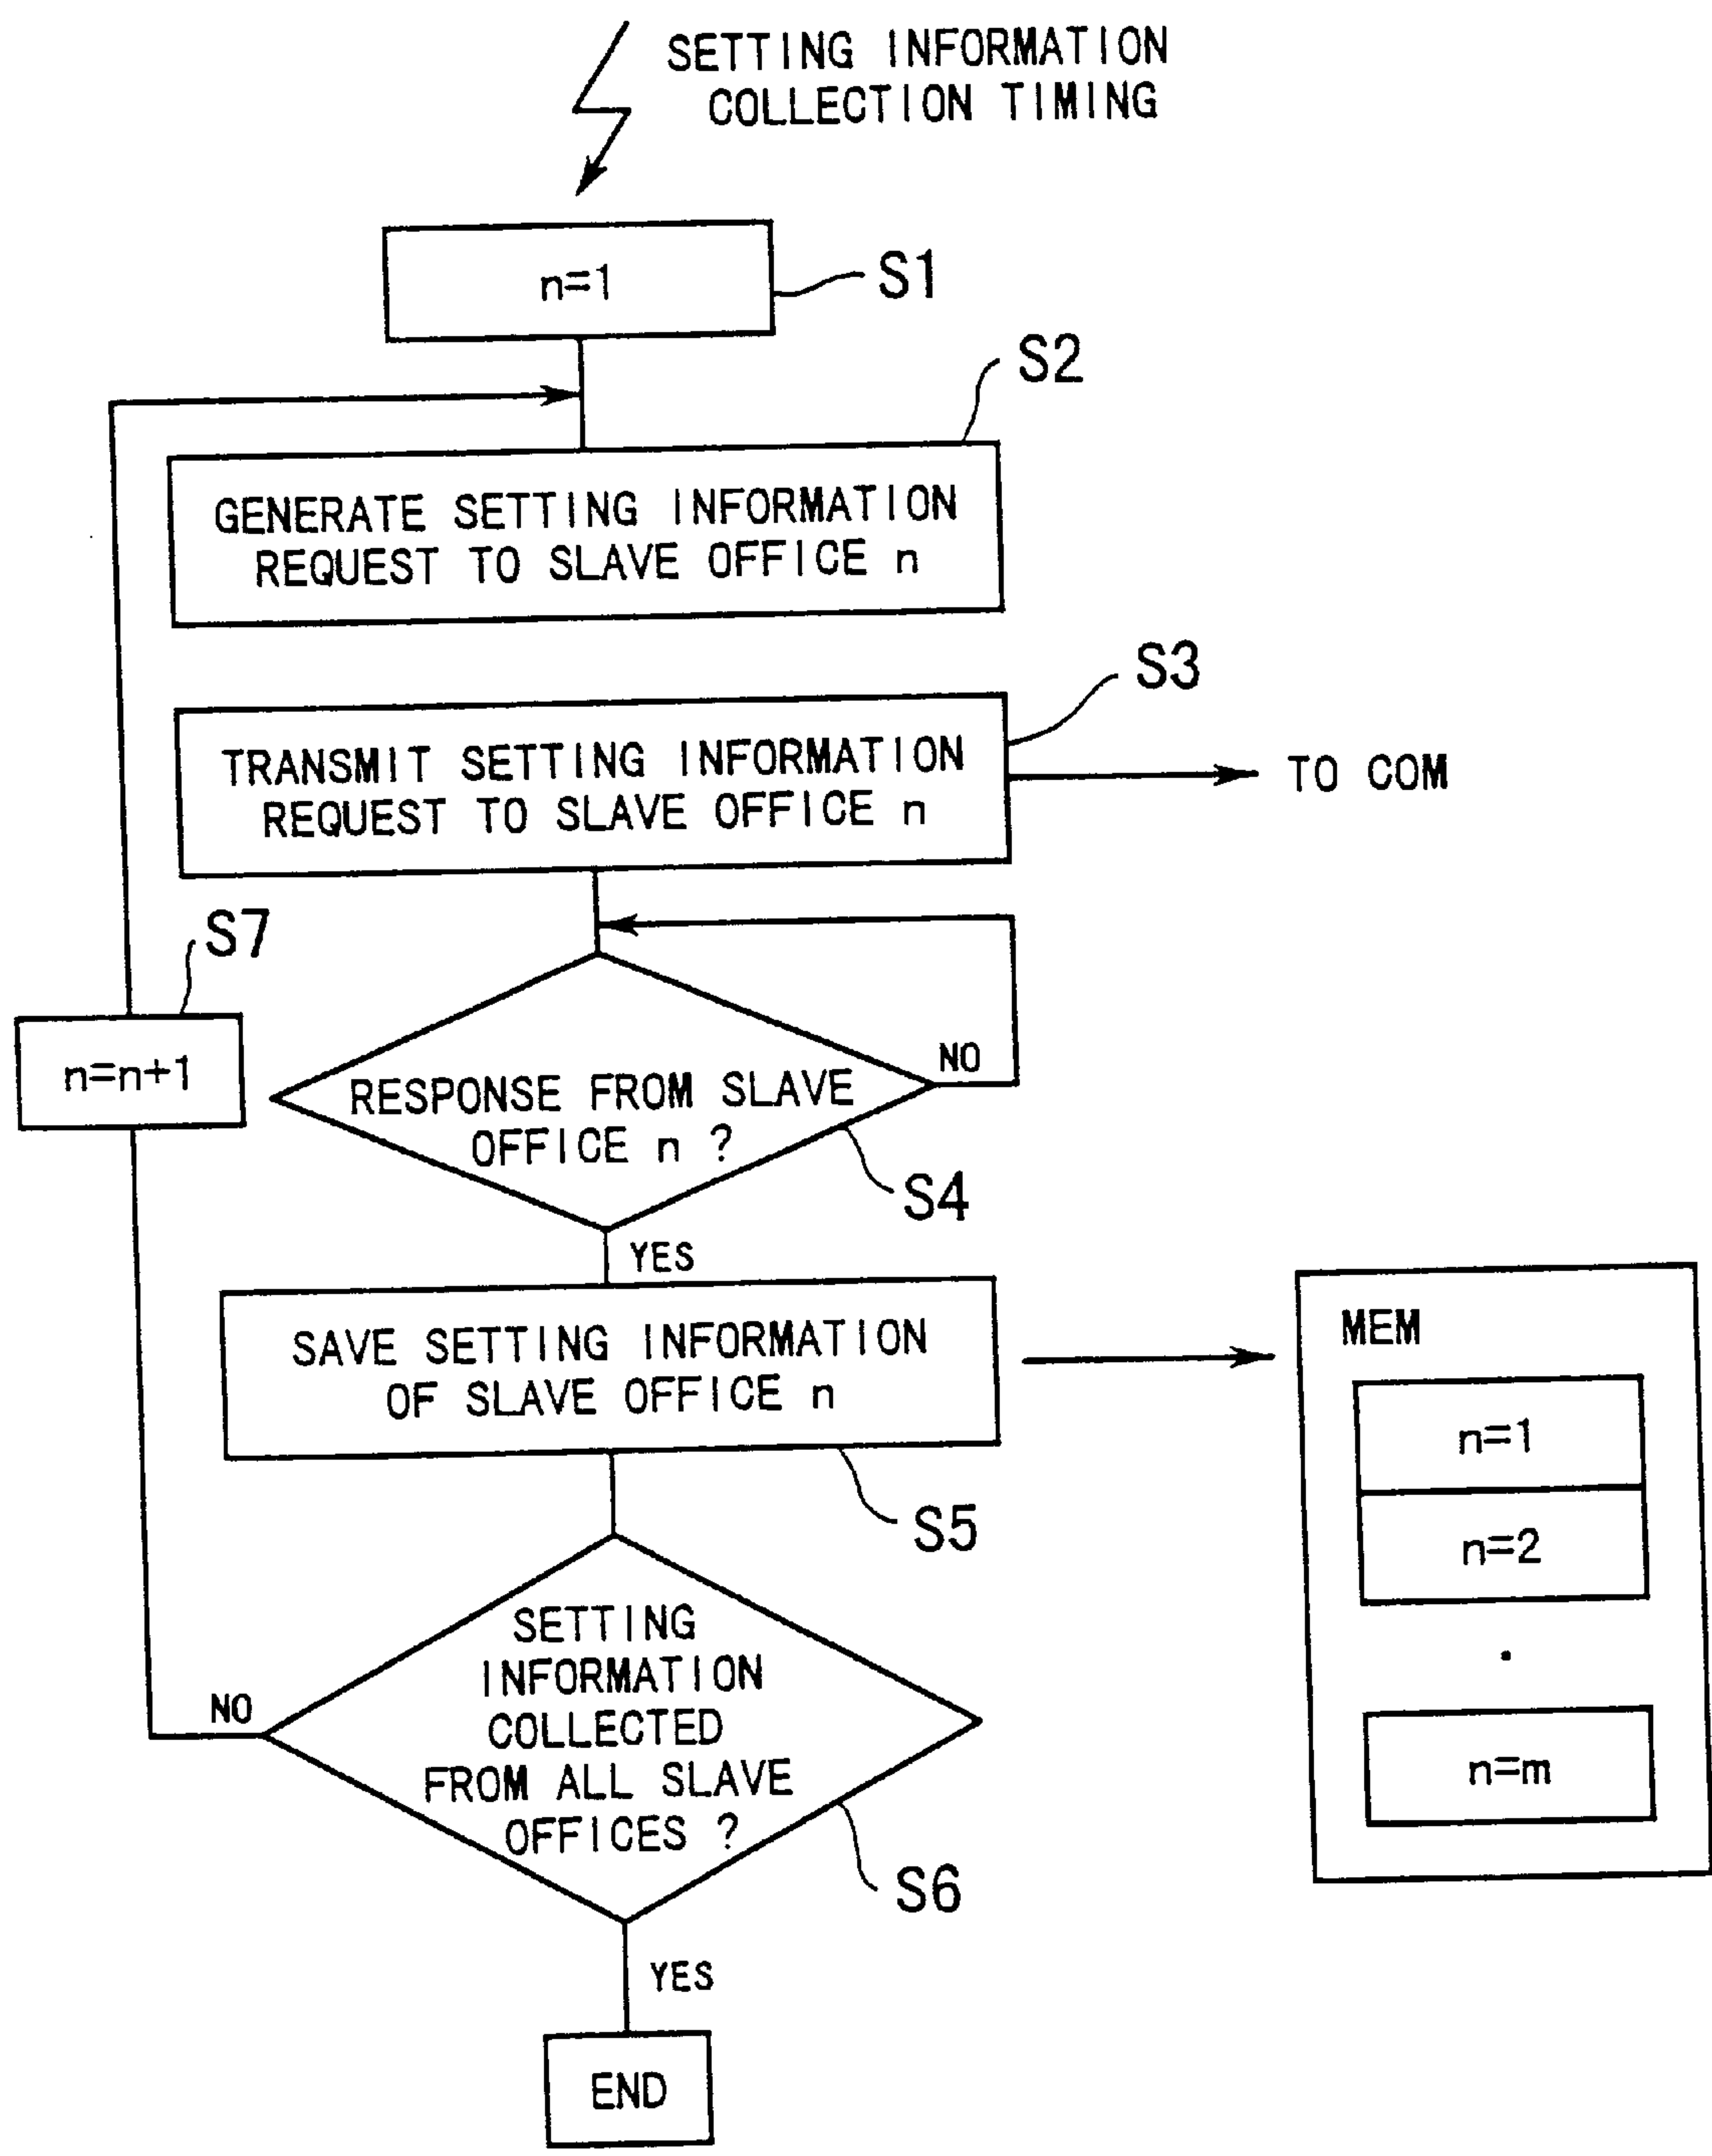 SETTING INFORMATION
COLLECTION TIMING
n=1
S1
S2
GENERATE SETTING INFORMATION
REQUEST TO SLAVE OFFICE n
S3
TRANSMIT SETTING INFORMATION
REQUEST TO SLAVE OFFICE n
TO COM
S7
n=n+1
NO
RESPONSE FROM SLAVE
OFFICE n ?
S4
YES
SAVE SETTING INFORMATION
OF SLAVE OFFICE n
S5
MEM
n=1
n=2
.
n=m
SETTING
INFORMATION
COLLECTED
FROM ALL SLAVE
OFFICES ?
NO
S6
YES
END